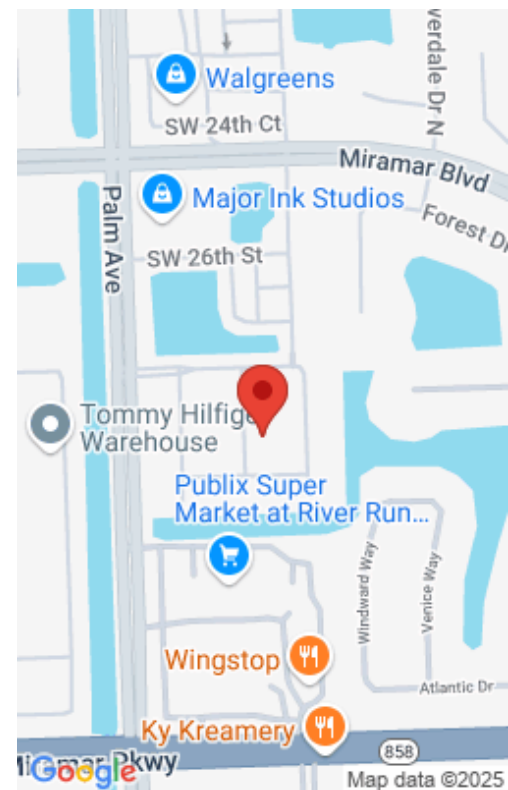 verdale Dr N
Walgreens
SW 24th Ct
Miramar Blvd
Major Ink Studios
Palm Ave
Forest Dr
SW 26th St
Tommy Hilfige
Warehouse
Publix Super
Market at River Run...
Windward Way
Venice Way
Wingstop
Atlantic Dr
Ky Kreamery
858
Miramar Pkwy
Google
Map data ©2025